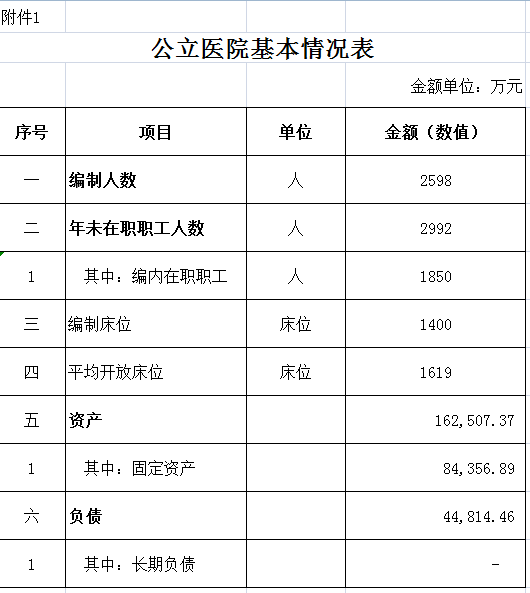 附件1
公立医院基本情况表
金额单位：万元
序号 项目 单位 金额（数值）
一 编制人数 人 2598
二 年未在职职工人数 人 2992
1 其中：编内在职职工 人 1850
三 编制床位 床位 1400
四 平均开放床位 床位 1619
五 资产 162,507.37
1 其中：固定资产 84,356.89
六 负债 44,814.46
1 其中：长期负债 -